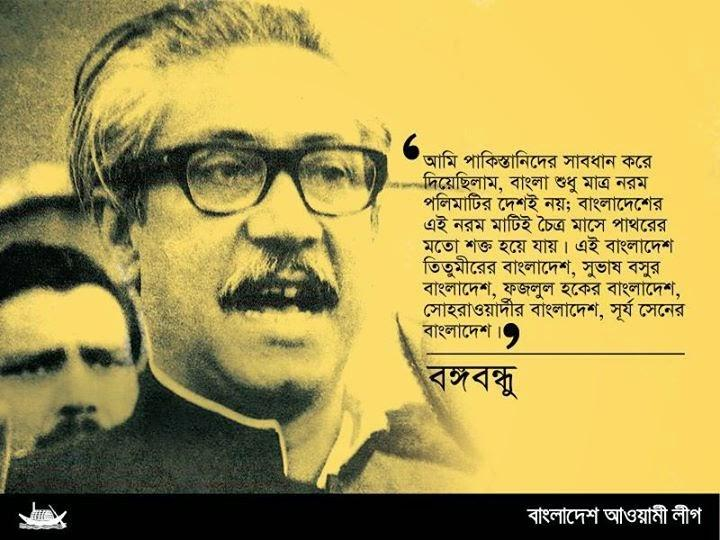 ‘আমি পাকিস্তানিদের সাবধান করে
দিয়েছিলাম, বাংলা শুধু মাত্র নরম
পলিমাটির দেশই নয়; বাংলাদেশের
এই নরম মাটিই চৈত্র মাসে পাথরের
মতো শক্ত হয়ে যায়। এই বাংলাদেশ
তিতুমীরের বাংলাদেশ, সুভাষ বসুর
বাংলাদেশ, ফজলুল হকের বাংলাদেশ,
সোহরাওয়ার্দীর বাংলাদেশ, সূর্য সেনের
বাংলাদেশ।’
বঙ্গবন্ধু
বাংলাদেশ আওয়ামী লীগ